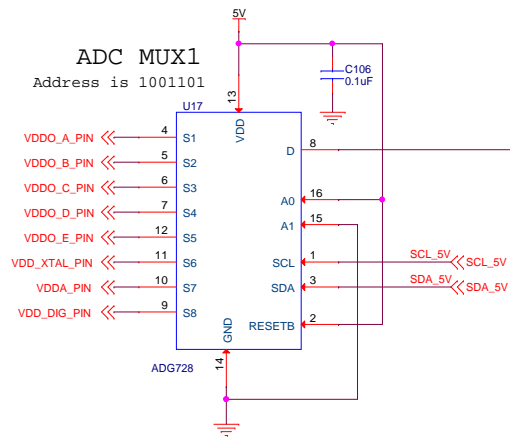 5V
ADC MUX1
Address is 1001101
C106
0.1uF
U17
13
VDD
VDDO_A_PIN 4 S1
D 8
VDDO_B_PIN 5 S2
VDDO_C_PIN 6 S3
A0 16
VDDO_D_PIN 7 S4
A1 15
VDDO_E_PIN 12 S5
VDD_XTAL_PIN 11 S6
SCL 1 SCL_5V SCL_5V
VDDA_PIN 10 S7
SDA 3 SDA_5V SDA_5V
VDD_DIG_PIN 9 S8
RESETB 2
GND
14
ADG728